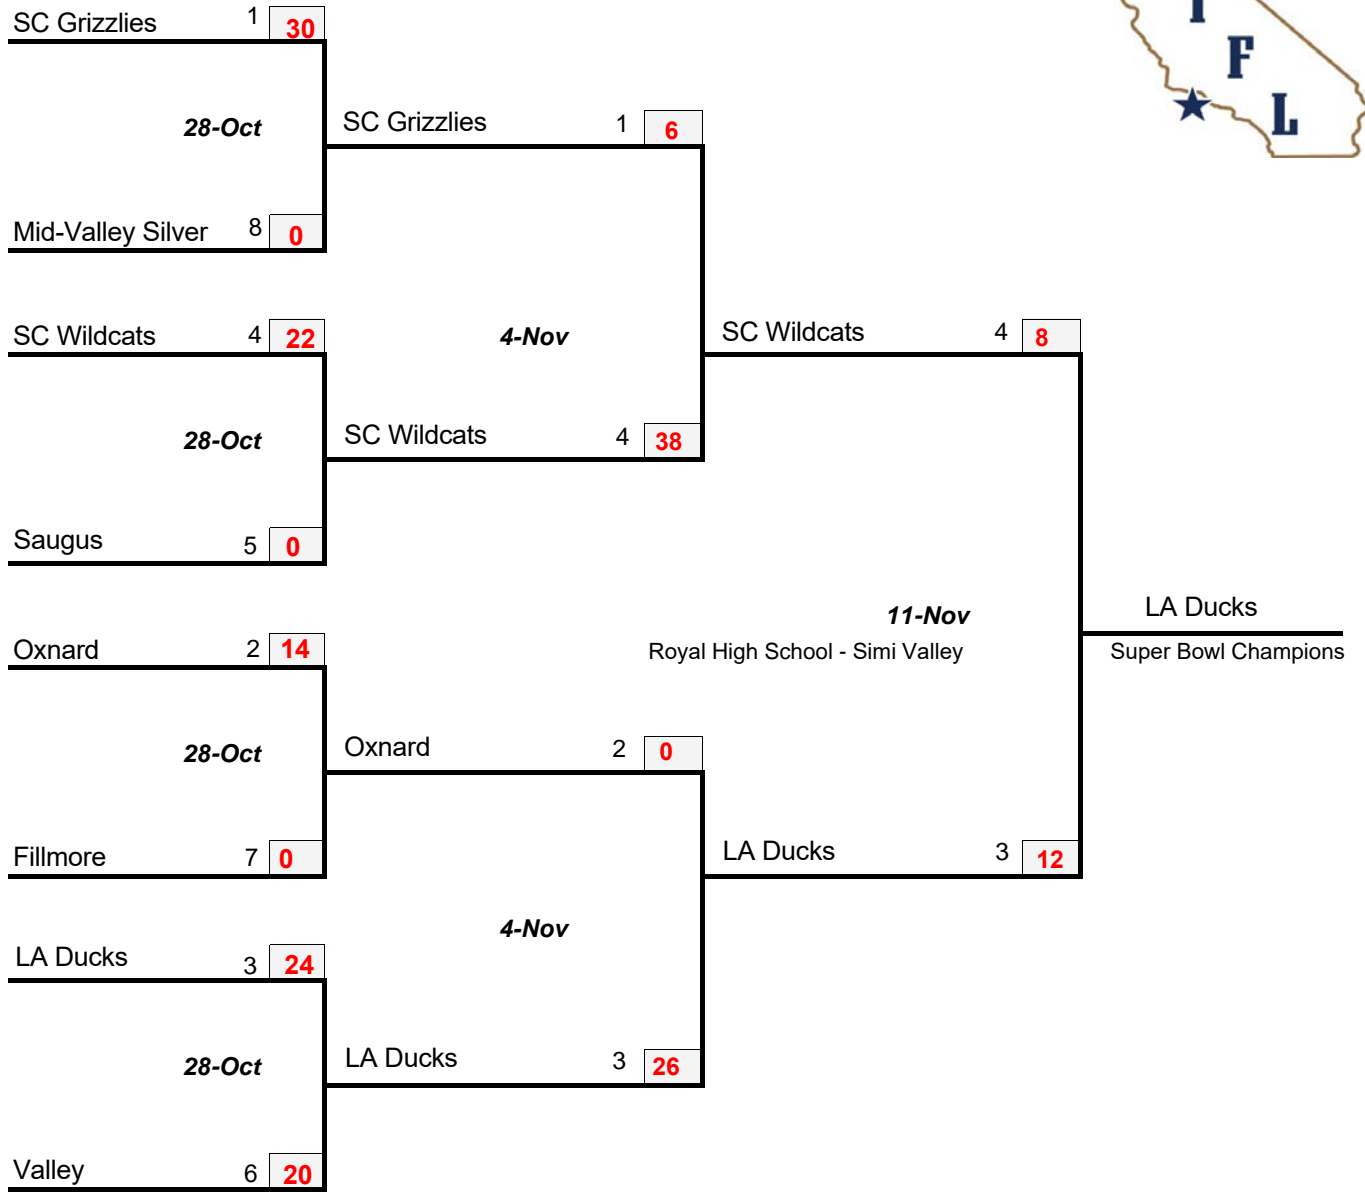 SC Grizzlies 1 30
28-Oct
Mid-Valley Silver 8 0
SC Wildcats 4 22
28-Oct
Saugus 5 0
Oxnard 2 14
28-Oct
Fillmore 7 0
LA Ducks 3 24
28-Oct
Valley 6 20
SC Grizzlies 1 6
4-Nov
SC Wildcats 4 38
Oxnard 2 0
4-Nov
LA Ducks 3 26
SC Wildcats 4 8
11-Nov
Royal High School - Simi Valley
LA Ducks 3 12
LA Ducks
Super Bowl Champions
F
L